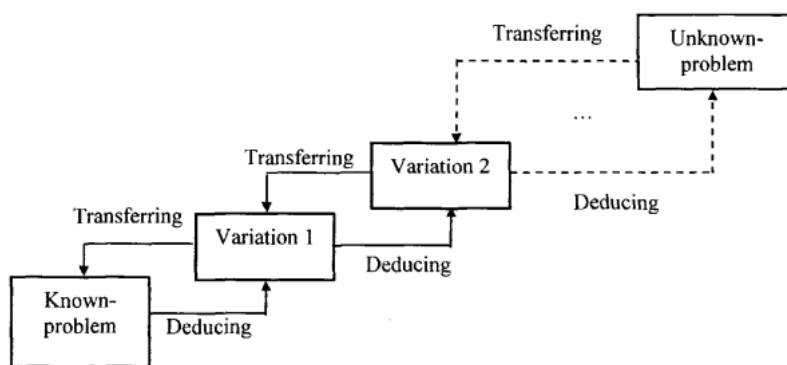 Transferring
Unknown-
problem
...
Transferring
Variation 2
Deducing
Transferring
Variation 1
Deducing
Known-
problem
Deducing